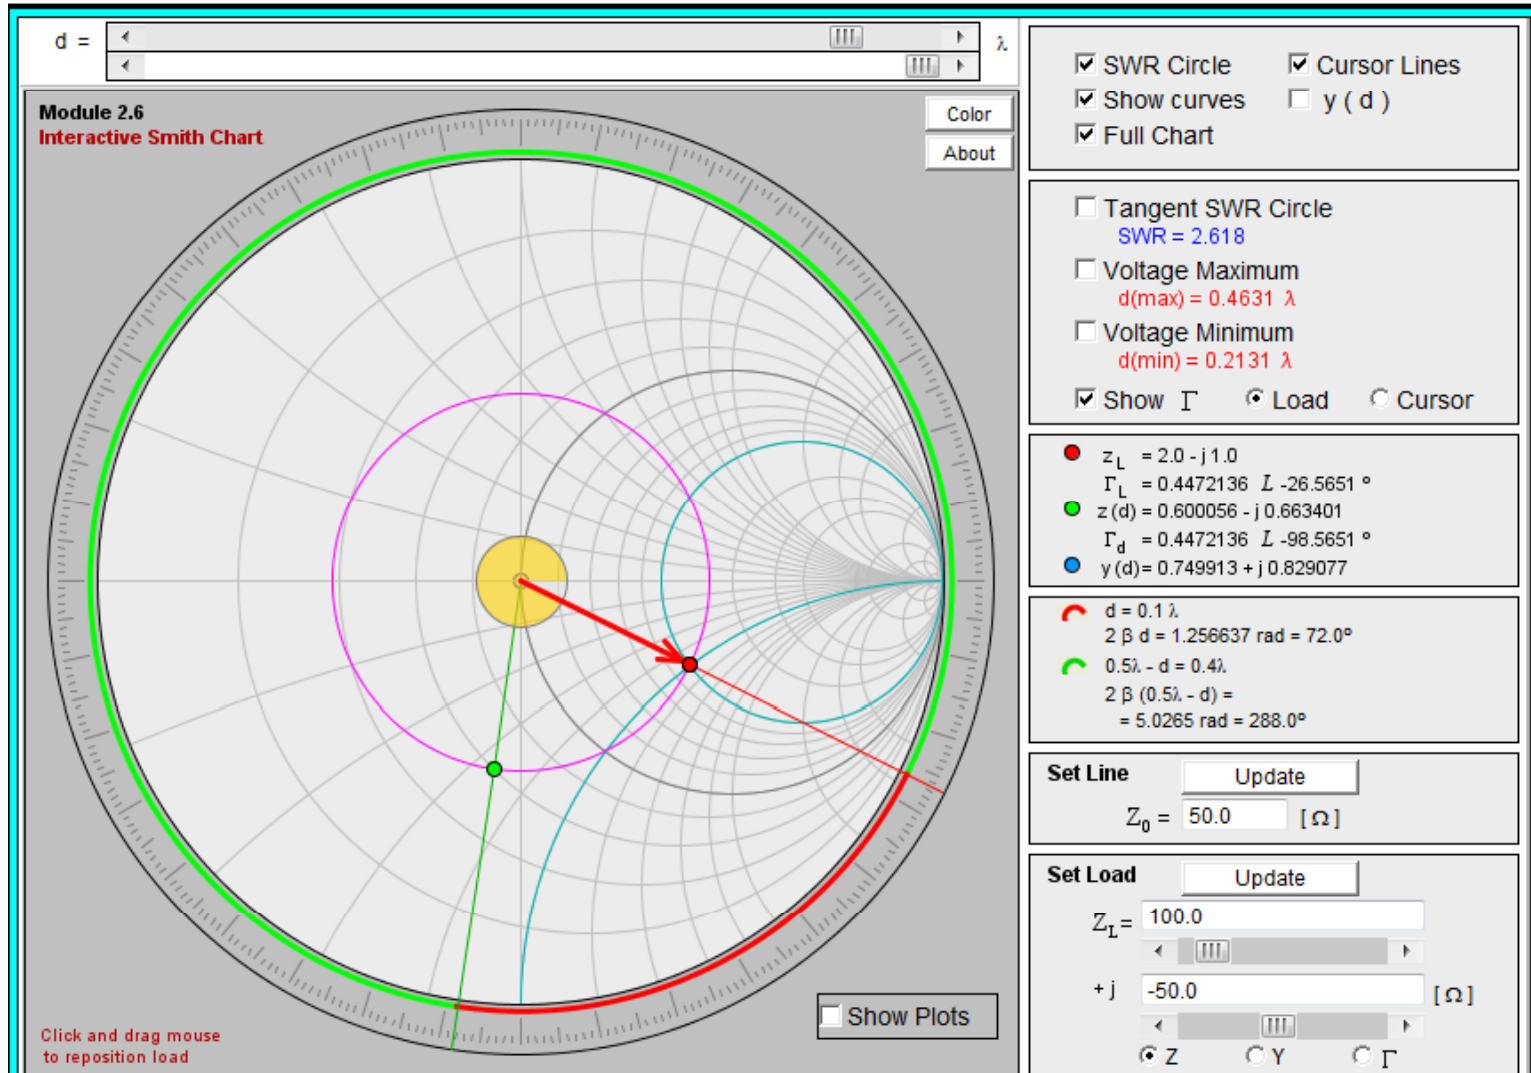 d =
λ
Module 2.6
Interactive Smith Chart
Color
About
Click and drag mouse
to reposition load
Show Plots
SWR Circle
Cursor Lines
Show curves
y ( d )
Full Chart
Tangent SWR Circle
SWR = 2.618
Voltage Maximum
d(max) = 0.4631 λ
Voltage Minimum
d(min) = 0.2131 λ
Show Γ
Load
Cursor
z L = 2.0 - j 1.0
Γ L = 0.4472136 L -26.5651 º
z (d) = 0.600056 - j 0.663401
Γ d = 0.4472136 L -98.5651 º
y (d)= 0.749913 + j 0.829077
d = 0.1 λ
2 β d = 1.256637 rad = 72.0º
0.5λ - d = 0.4λ
2 β (0.5λ - d) =
= 5.0265 rad = 288.0º
Set Line
Update
Z0 = 50.0 [ Ω ]
Set Load
Update
ZL= 100.0
+ j -50.0 [ Ω ]
Z
Y
Γ